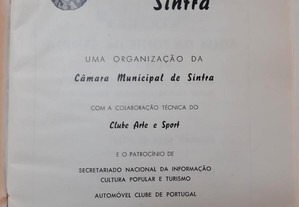 Sintra
UMA ORGANIZAÇÃO DA
Câmara Municipal de Sintra
COM A COLABORAÇÃO TÉCNICA DO
Clube Arte e Sport
E O PATROCÍNIO DE
SECRETARIADO NACIONAL DA INFORMAÇÃO
CULTURA POPULAR E TURISMO
AUTOMÓVEL CLUBE DE PORTUGAL